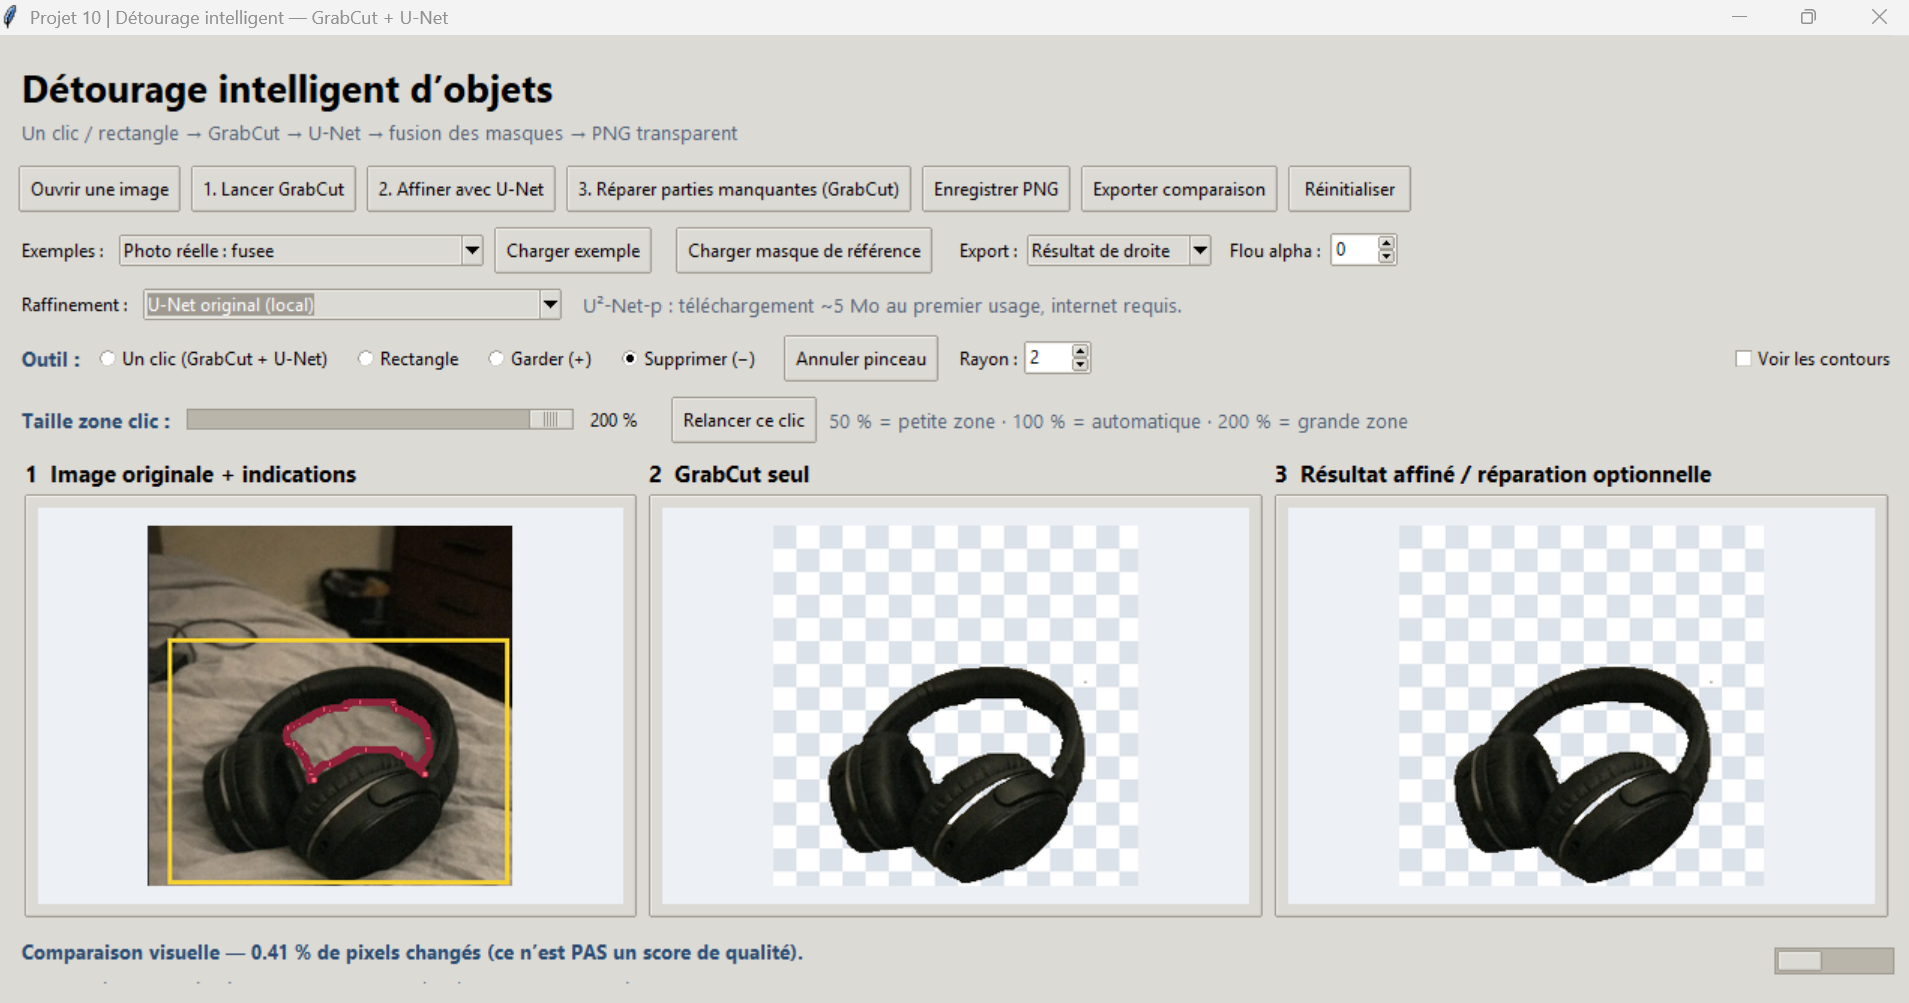 Projet 10 | Détourage intelligent — GrabCut + U-Net
Détourage intelligent d’objets
Un clic / rectangle → GrabCut → U-Net → fusion des masques → PNG transparent
Ouvrir une image 1. Lancer GrabCut 2. Affiner avec U-Net 3. Réparer parties manquantes (GrabCut) Enregistrer PNG Exporter comparaison Réinitialiser
Exemples : Photo réelle : fusee Charger exemple Charger masque de référence Export : Résultat de droite Flou alpha : 0
Raffinement : U-Net original (local) U²-Net-p : téléchargement ~5 Mo au premier usage, internet requis.
Outil : Un clic (GrabCut + U-Net) Rectangle Garder (+) Supprimer (−) Annuler pinceau Rayon : 2 Voir les contours
Taille zone clic : 200 % Relancer ce clic 50 % = petite zone · 100 % = automatique · 200 % = grande zone
1 Image originale + indications
2 GrabCut seul
3 Résultat affiné / réparation optionnelle
Comparaison visuelle — 0.41 % de pixels changés (ce n’est PAS un score de qualité).